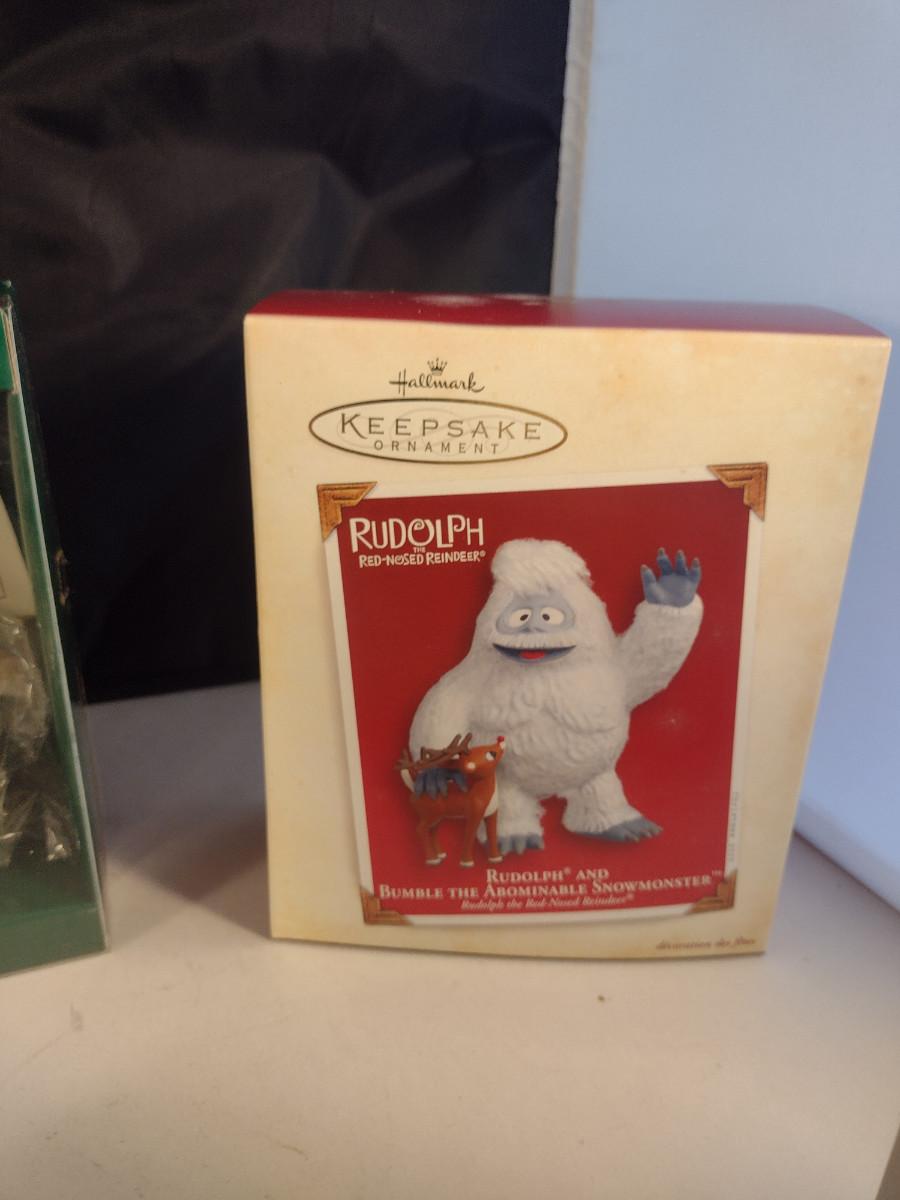 Hallmark
KEEPSAKE
ORNAMENT
RUDOLPH
THE
RED-NOSED REINDEER®
RUDOLPH® AND
BUMBLE THE ABOMINABLE SNOWMONSTER™
Rudolph the Red-Nosed Reindeer®
décoration des fêtes